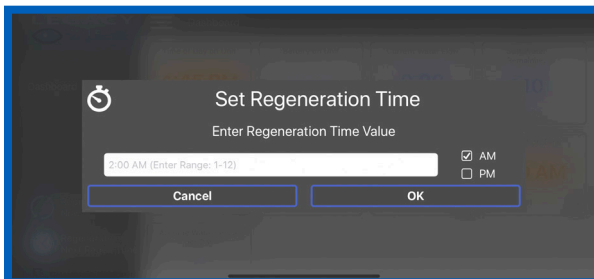 Set Regeneration Time
Enter Regeneration Time Value
2:00 AM (Enter Range: 1-12)
AM
PM
Cancel
OK